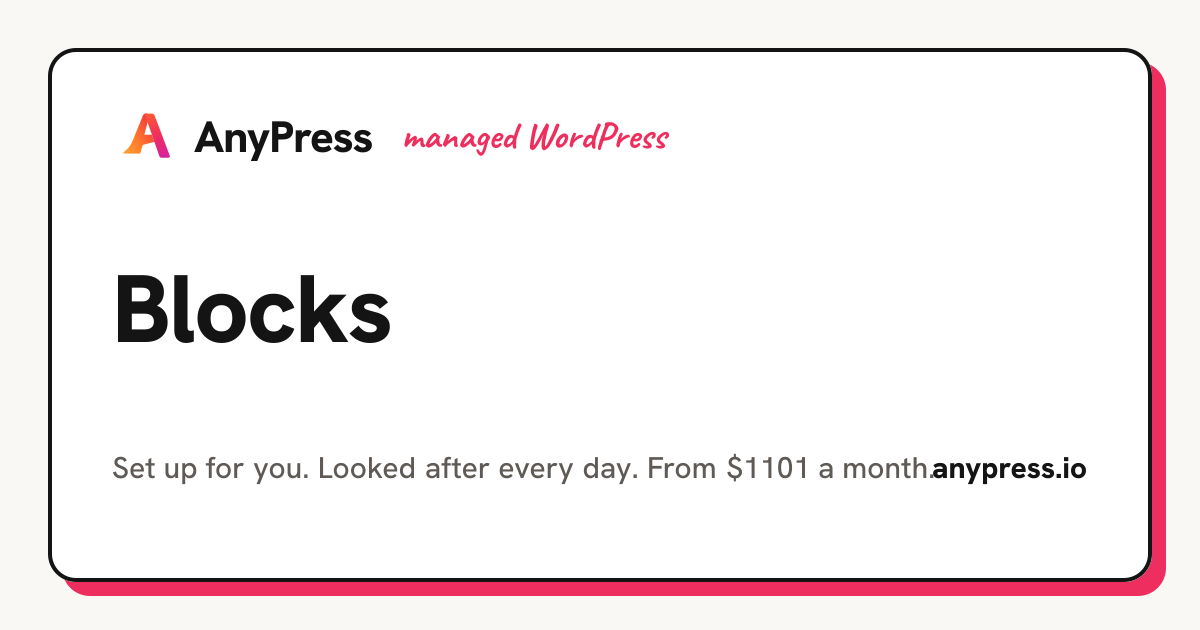 AnyPress managed WordPress
Blocks
Set up for you. Looked after every day. From $1101 a month. anypress.io